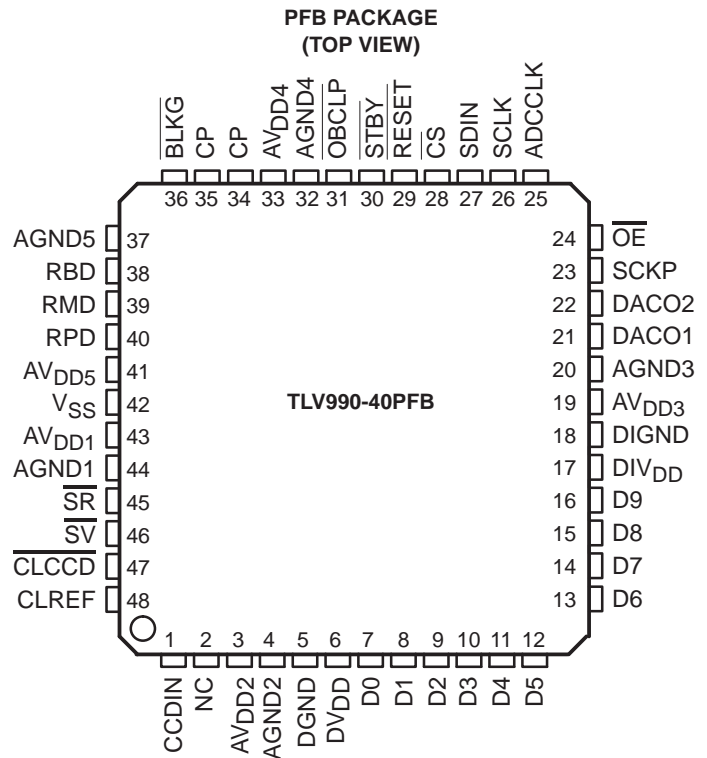 PFB PACKAGE
(TOP VIEW)
BLKG
CP
CP
AVDD4
AGND4
OBCLP
STBY
RESET
CS
SDIN
SCLK
ADCCLK
36 35 34 33 32 31 30 29 28 27 26 25
AGND5 37
RBD 38
RMD 39
RPD 40
AVDD5 41
VSS 42
AVDD1 43
AGND1 44
SR 45
SV 46
CLCCD 47
CLREF 48
TLV990-40PFB
24 OE
23 SCKP
22 DACO2
21 DACO1
20 AGND3
19 AVDD3
18 DIGND
17 DIVDD
16 D9
15 D8
14 D7
13 D6
1 2 3 4 5 6 7 8 9 10 11 12
CCDIN
NC
AVDD2
AGND2
DGND
DVDD
D0
D1
D2
D3
D4
D5